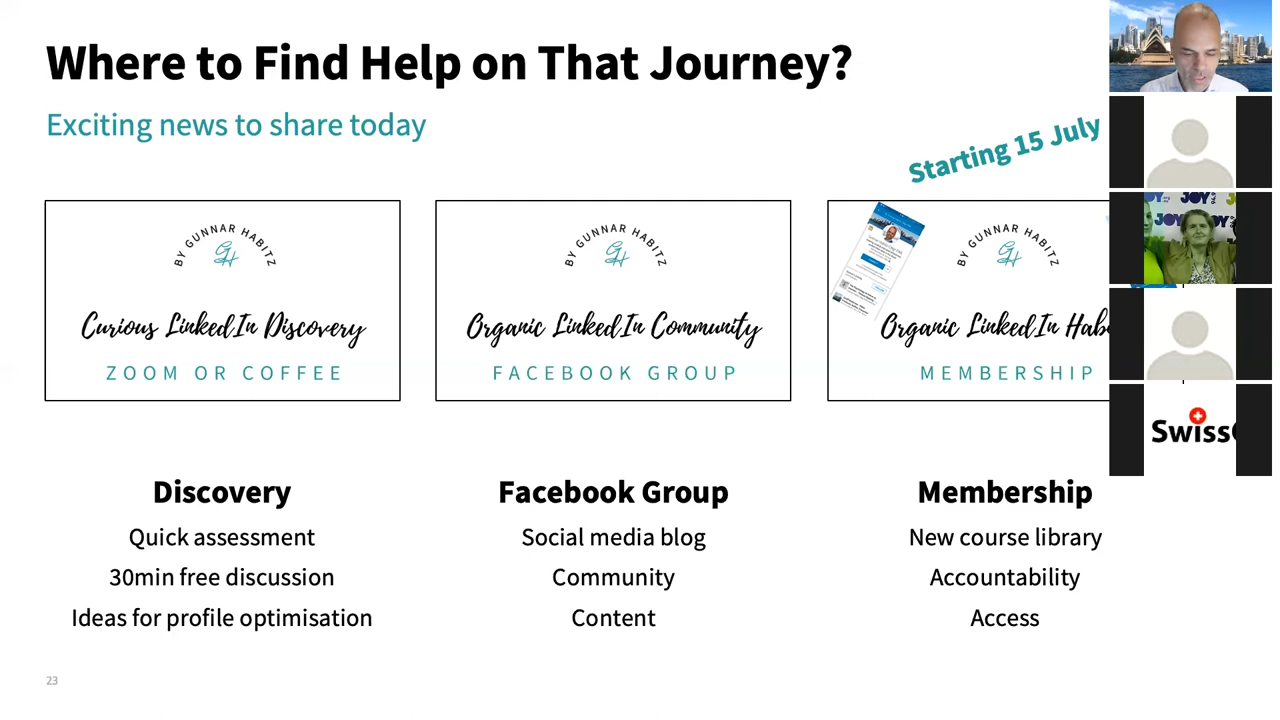 Where to Find Help on That Journey?
Exciting news to share today
Starting 15 July
BY GUNNAR HABITZ
GH
Curious LinkedIn Discovery
ZOOM OR COFFEE
BY GUNNAR HABITZ
GH
Organic LinkedIn Community
FACEBOOK GROUP
BY GUNNAR HABITZ
GH
Organic LinkedIn Hab
MEMBERSHIP
JOY
JOY
Swiss
Discovery
Quick assessment
30min free discussion
Ideas for profile optimisation
Facebook Group
Social media blog
Community
Content
Membership
New course library
Accountability
Access
23